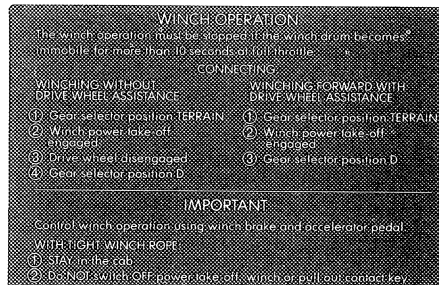 WINCH OPERATION
The winch operation must be stopped if the winch drum becomes
immobile for more than 10 seconds at full throttle.
CONNECTING
WINCHING WITHOUT
DRIVE WHEEL ASSISTANCE
① Gear selector position TERRAIN
② Winch power take-off
engaged
③ Drive wheel disengaged
④ Gear selector position D
WINCHING FORWARD WITH
DRIVE WHEEL ASSISTANCE
① Gear selector position TERRAIN
② Winch power take-off
engaged
③ Gear selector position D
IMPORTANT
Control winch operation using winch brake and accelerator pedal.
WITH TIGHT WINCH ROPE:
① STAY in the cab
② Do NOT switch OFF power take-off, winch or pull out contact key